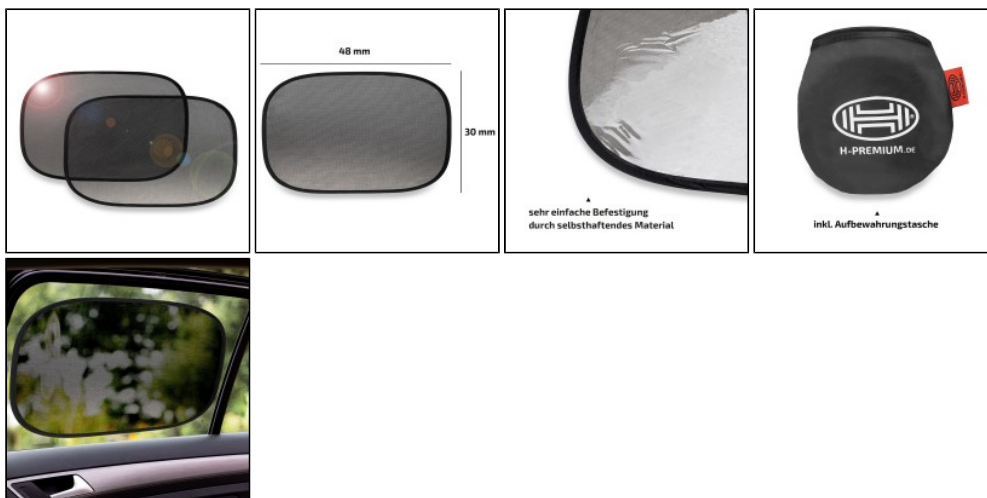 48 mm
30 mm
sehr einfache Befestigung
durch selbsthaftendes Material
H-PREMIUM.DE
inkl. Aufbewahrungstasche